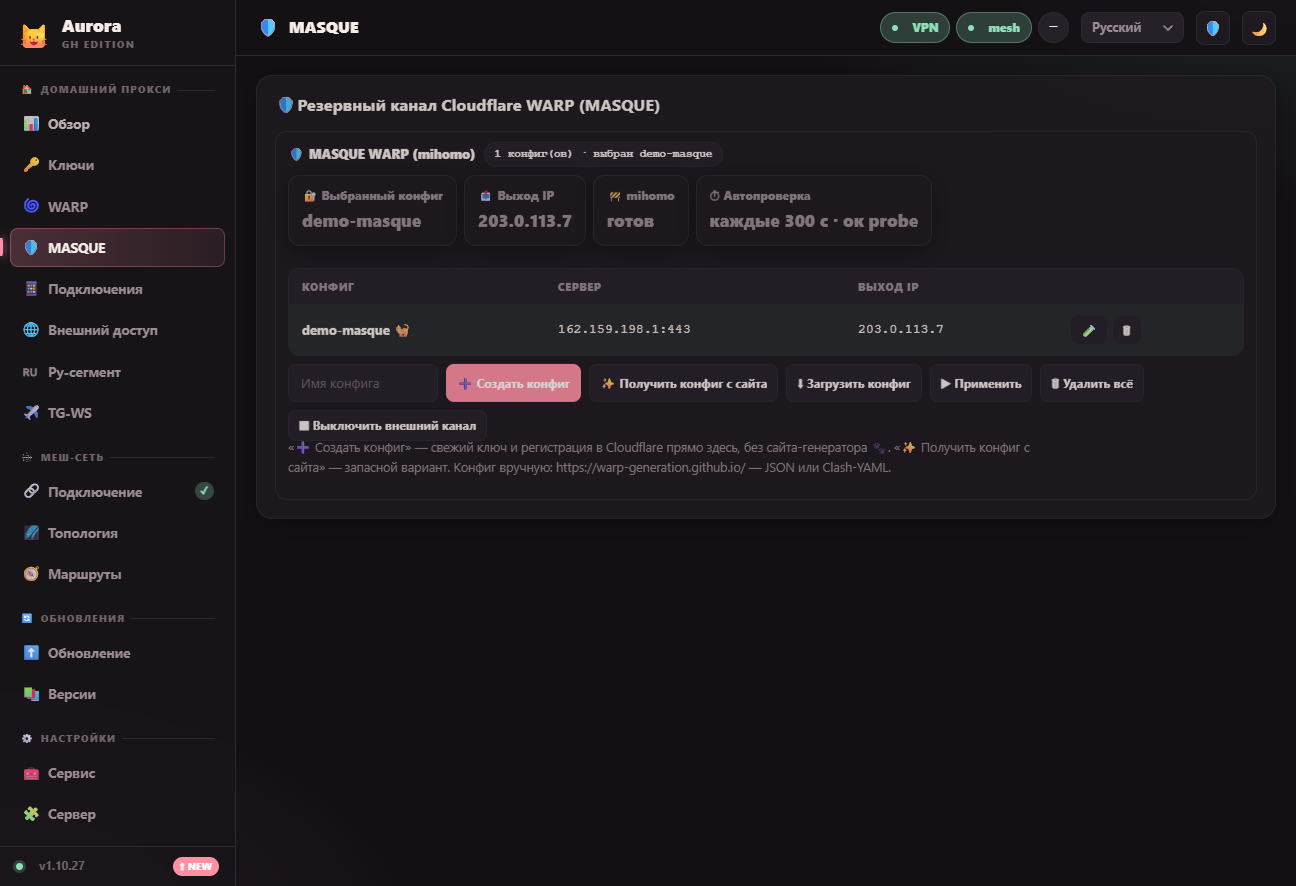 Aurora
GH EDITION
ДОМАШНИЙ ПРОКСИ
Обзор
Ключи
WARP
MASQUE
Подключения
Внешний доступ
RU Ру-сегмент
TG-WS
МЕШ-СЕТЬ
Подключение
Топология
Маршруты
ОБНОВЛЕНИЯ
Обновление
Версии
НАСТРОЙКИ
Сервис
Сервер
v1.10.27
NEW
MASQUE
VPN
mesh
–
Русский
Резервный канал Cloudflare WARP (MASQUE)
MASQUE WARP (mihomo) 1 конфиг(ов) · выбран demo-masque
Выбранный конфиг
demo-masque
Выход IP
203.0.113.7
mihomo
готов
Автопроверка
каждые 300 с · ок probe
КОНФИГ СЕРВЕР ВЫХОД IP
demo-masque 162.159.198.1:443 203.0.113.7
Имя конфига
Создать конфиг
Получить конфиг с сайта
Загрузить конфиг
Применить
Удалить всё
Выключить внешний канал
«➕ Создать конфиг» — свежий ключ и регистрация в Cloudflare прямо здесь, без сайта-генератора 🐾. «✨ Получить конфиг с
сайта» — запасной вариант. Конфиг вручную: https://warp-generation.github.io/ — JSON или Clash-YAML.